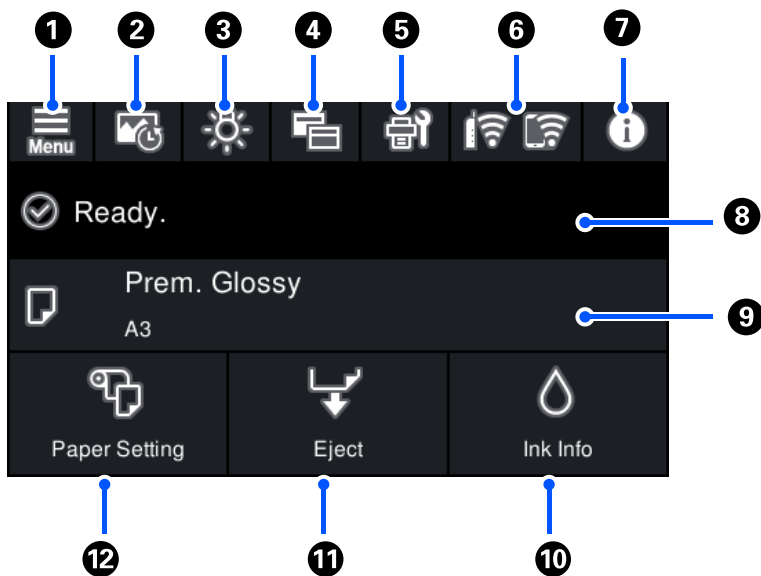 1 2 3 4 5 6 7
Menu
Ready.
8
Prem. Glossy
A3
9
Paper Setting Eject Ink Info
12 11 10